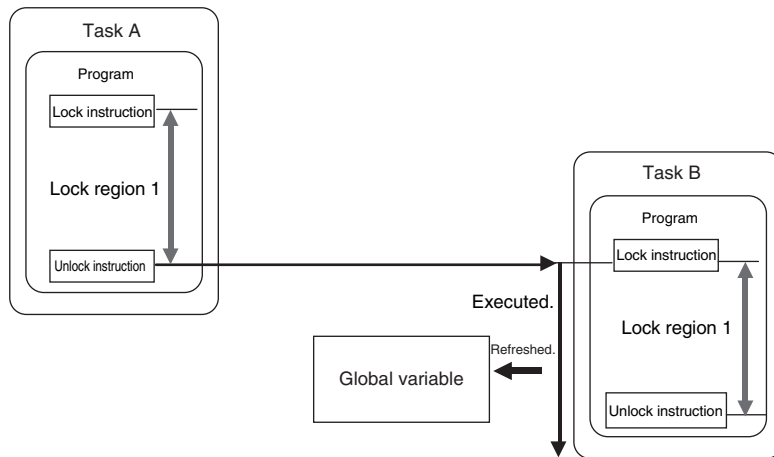 Task A
Program
Lock instruction
Lock region 1
Unlock instruction
Task B
Program
Lock instruction
Executed.
Lock region 1
Refreshed.
Global variable
Unlock instruction